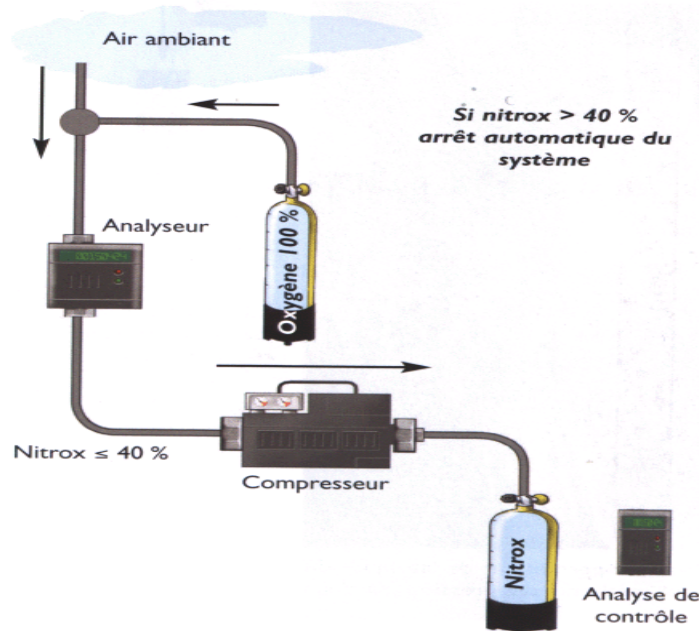 Air ambiant
Si nitrox > 40 %
arrêt automatique du
système
Analyseur
Oxygène 100 %
Nitrox ≤ 40 %
Compresseur
Nitrox
Analyse de
contrôle